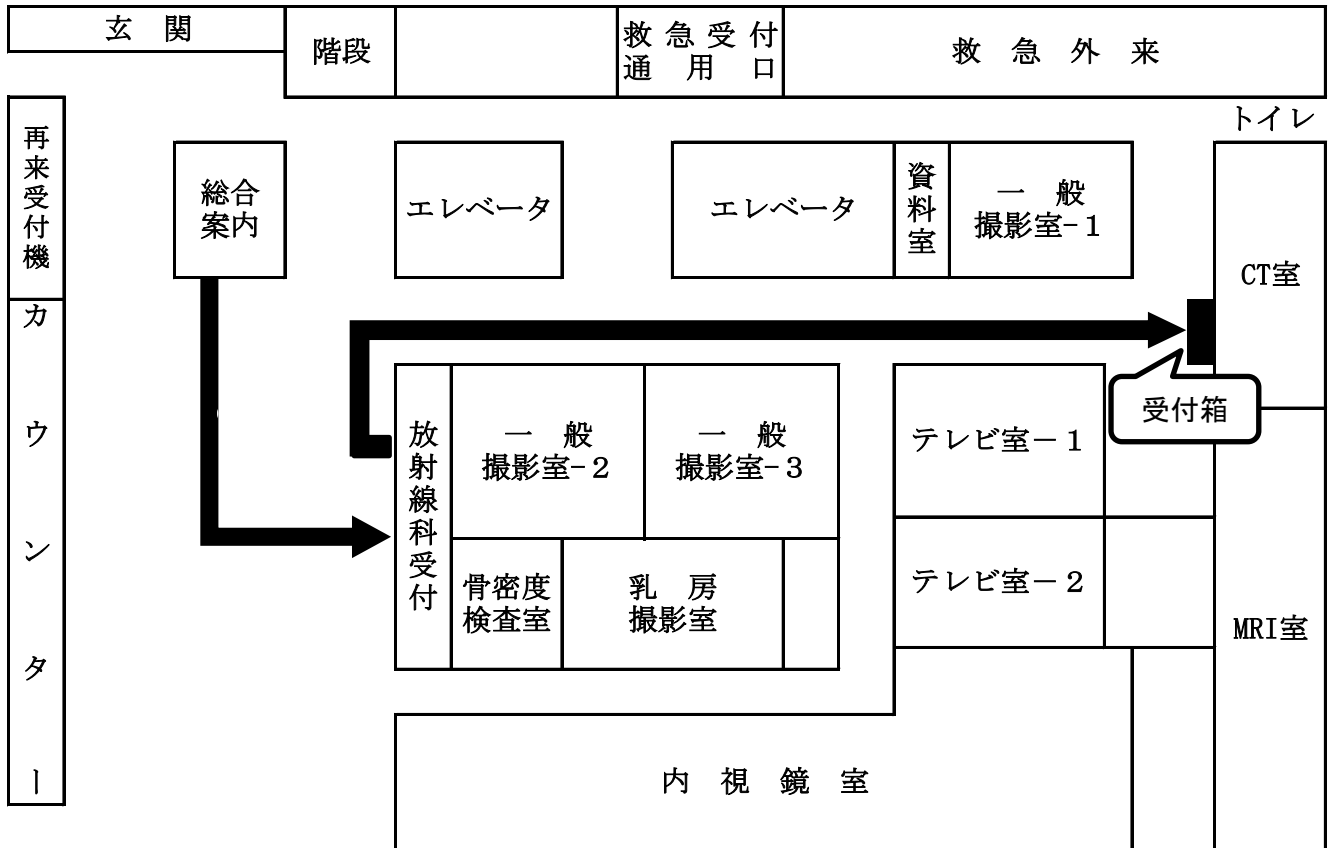 玄　関
階段
救急受付
通用口
救　急　外　来
トイレ
再来受付機
総合
案内
エレベータ
エレベータ
資料室
一　般
撮影室-１
CT室
カウンター
放射線科受付
一　般
撮影室-２
一　般
撮影室-３
テレビ室－１
受付箱
骨密度
検査室
乳　房
撮影室
テレビ室－２
MRI室
内　視　鏡　室